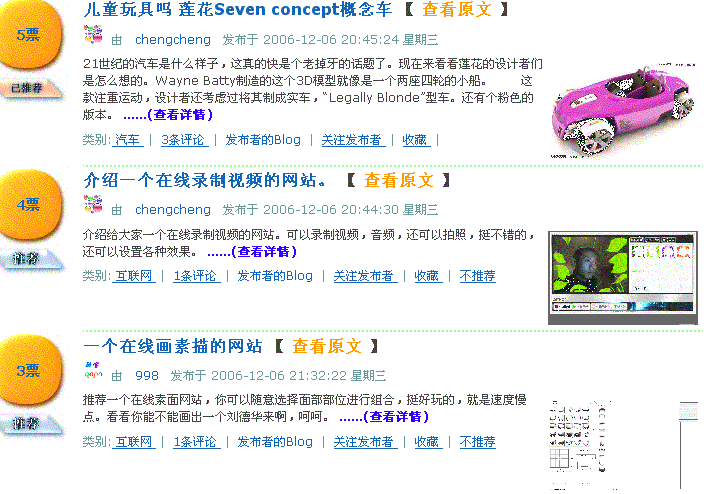 5票
已推荐
儿童玩具吗 莲花Seven concept概念车 【 查看原文 】
由 chengcheng 发布于 2006-12-06 20:45:24 星期三
21世纪的汽车是什么样子，这真的快是个老掉牙的话题了。现在来看看莲花的设计者们
是怎么想的。Wayne Batty制造的这个3D模型就像是一个两座四轮的小船。 这
款注重运动，设计者还考虑过将其制成实车，“Legally Blonde”型车。还有个粉色的
版本。 ......(查看详情)
类别: 汽车 | 3条评论 | 发布者的Blog | 关注发布者 | 收藏 |
4票
推荐
介绍一个在线录制视频的网站。 【 查看原文 】
由 chengcheng 发布于 2006-12-06 20:44:30 星期三
介绍给大家一个在线录制视频的网站。可以录制视频，音频，还可以拍照，挺不错的，
还可以设置各种效果。 ......(查看详情)
类别: 互联网 | 1条评论 | 发布者的Blog | 关注发布者 | 收藏 | 不推荐
3票
推荐
一个在线画素描的网站 【 查看原文 】
由 998 发布于 2006-12-06 21:32:22 星期三
推荐一个在线素面网站，你可以随意选择面部部位进行组合，挺好玩的，就是速度慢
点。看看你能不能画出一个刘德华来啊，呵呵。 ......(查看详情)
类别: 互联网 | 1条评论 | 发布者的Blog | 关注发布者 | 收藏 | 不推荐